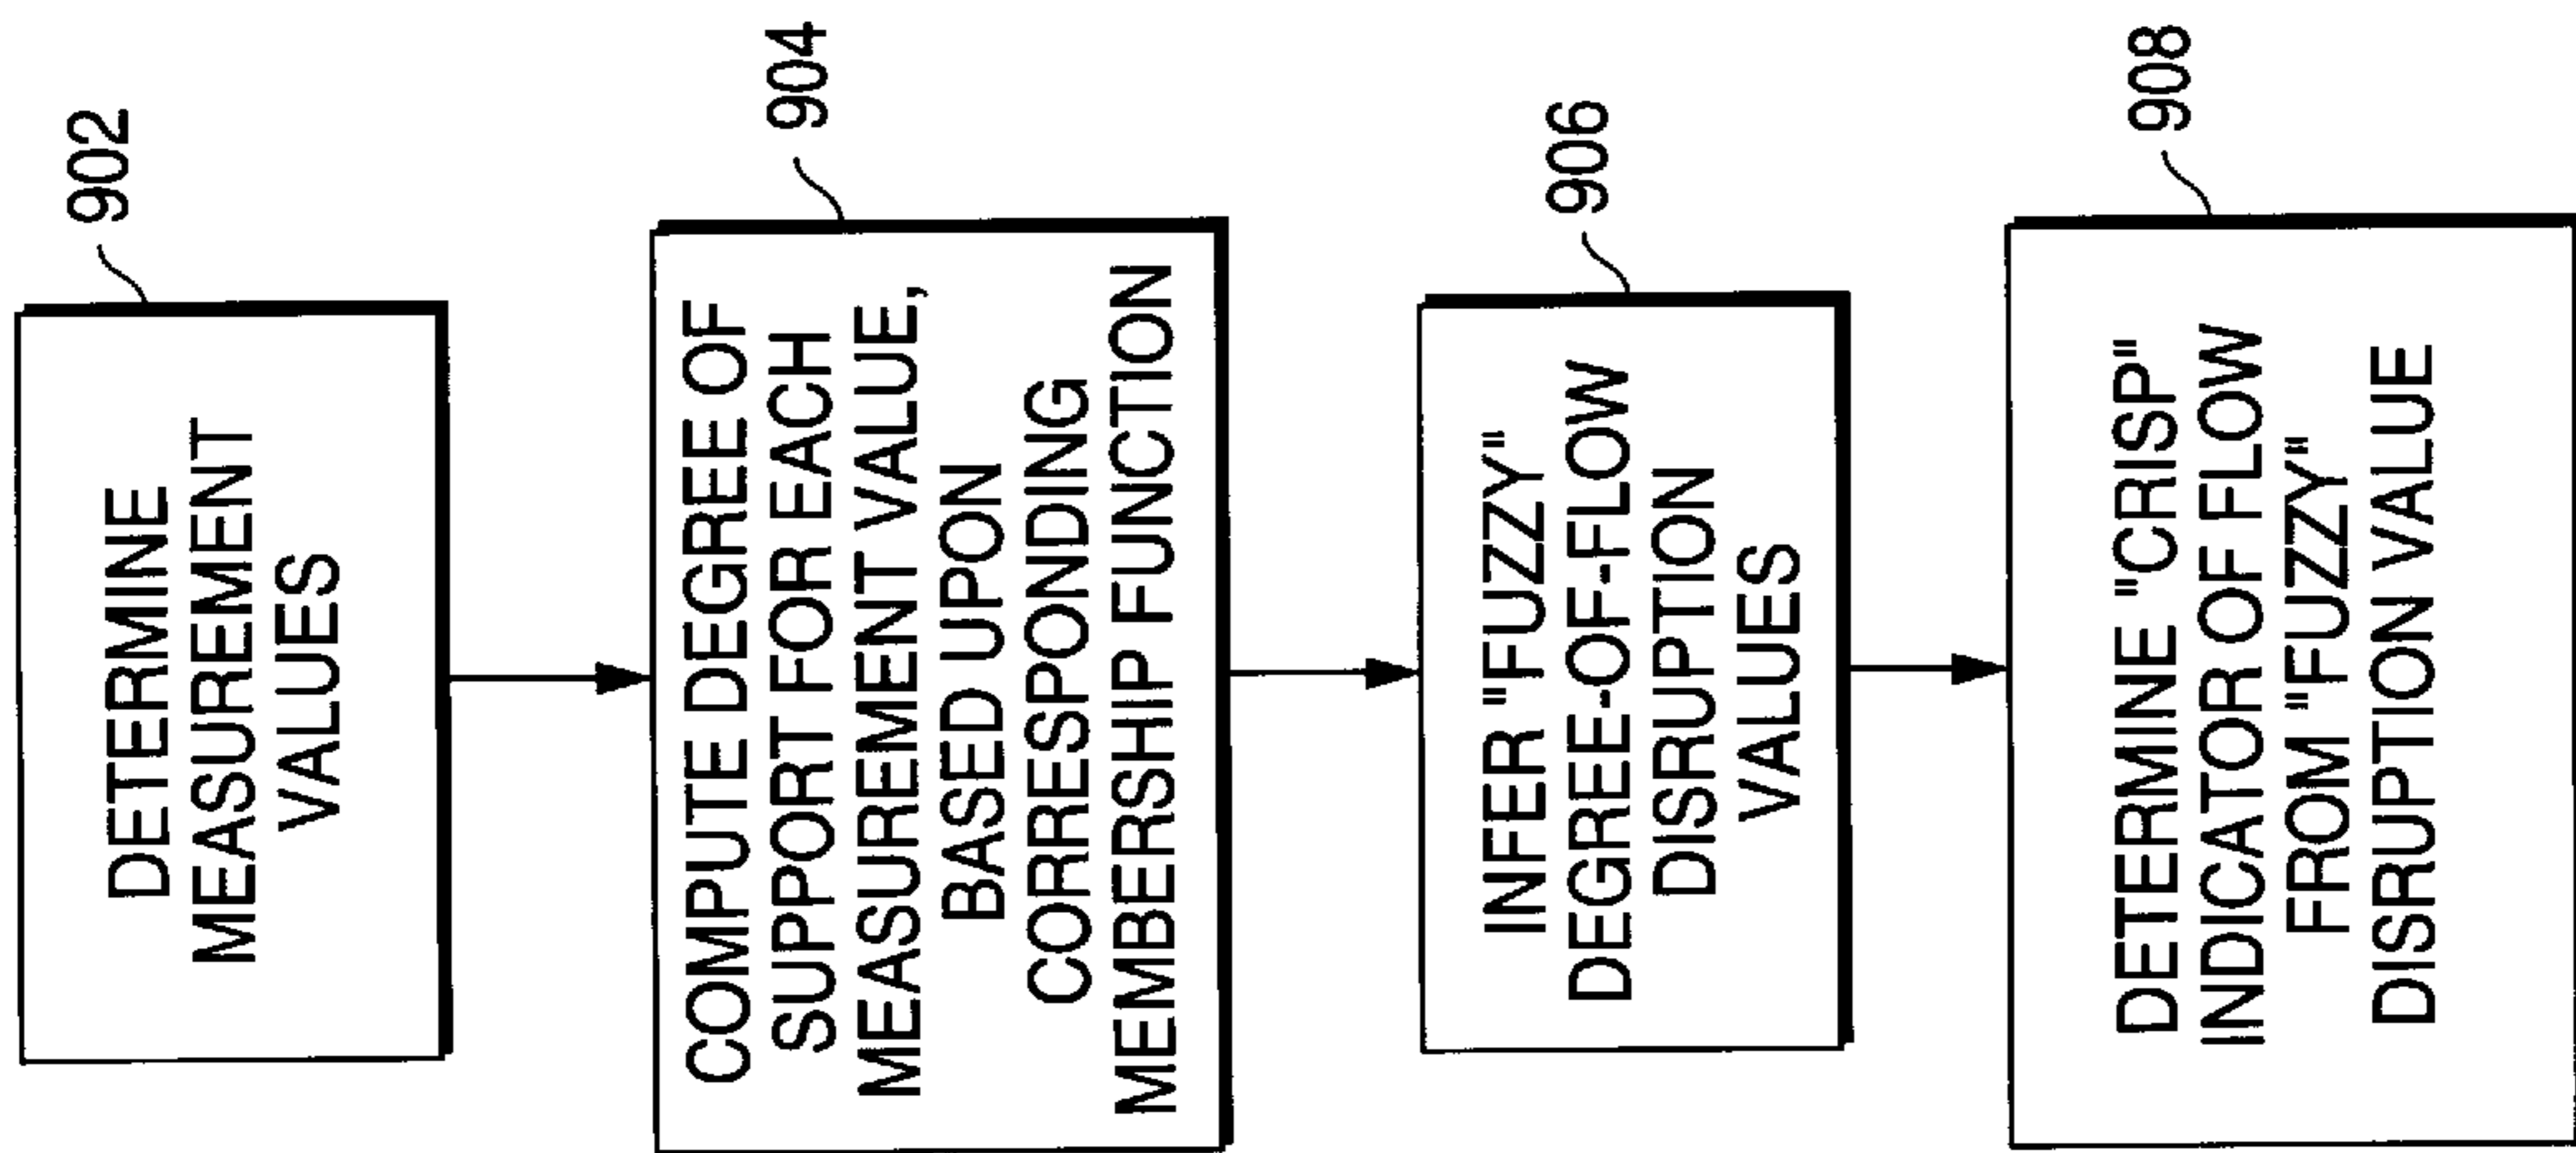 902
DETERMINE
MEASUREMENT
VALUES
904
COMPUTE DEGREE OF
SUPPORT FOR EACH
MEASUREMENT VALUE,
BASED UPON
CORRESPONDING
MEMBERSHIP FUNCTION
906
INFER "FUZZY"
DEGREE-OF-FLOW
DISRUPTION
VALUES
908
DETERMINE "CRISP"
INDICATOR OF FLOW
FROM "FUZZY"
DISRUPTION VALUE